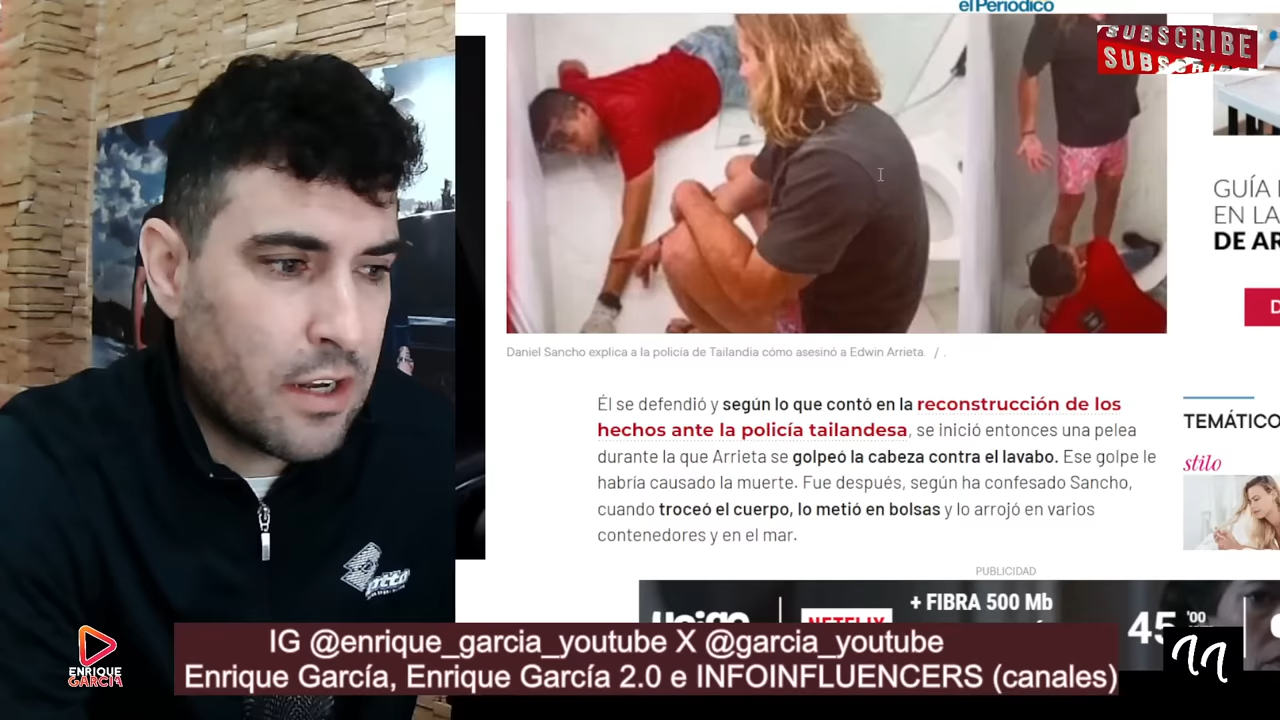 elPeriódico
SUBSCRIBE
SUBSCRIBE
GUÍA
EN LA
DE AR
D
Daniel Sancho explica a la policía de Tailandia cómo asesinó a Edwin Arrieta. / .
Él se defendió y según lo que contó en la reconstrucción de los
hechos ante la policía tailandesa, se inició entonces una pelea
durante la que Arrieta se golpeó la cabeza contra el lavabo. Ese golpe le
habría causado la muerte. Fue después, según ha confesado Sancho,
cuando troceó el cuerpo, lo metió en bolsas y lo arrojó en varios
contenedores y en el mar.
TEMÁTICO
stilo
PUBLICIDAD
+ FIBRA 500 Mb
NETFLIX
45 '00
ENRIQUE
GARCÍA
IG @enrique_garcia_youtube X @garcia_youtube
Enrique García, Enrique García 2.0 e INFOINFLUENCERS (canales)